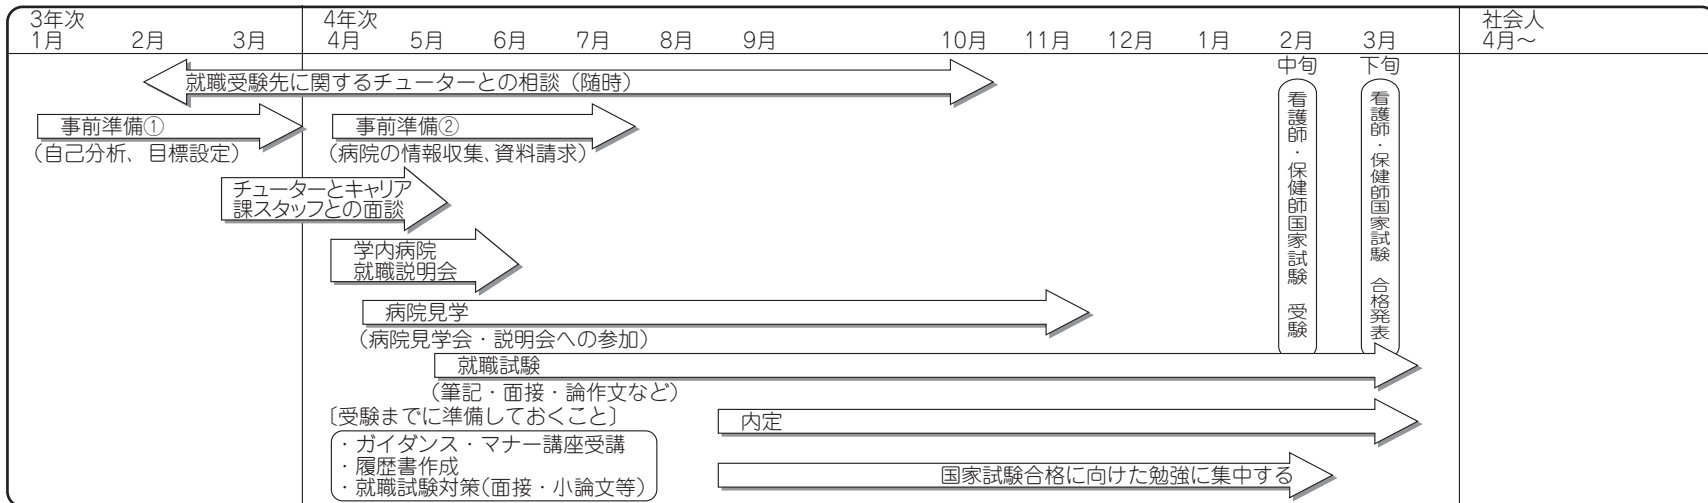 3年次
1月 2月 3月
4年次
4月 5月 6月 7月 8月 9月 10月 11月 12月 1月 2月 3月
社会人
4月~
中旬 下旬
就職受験先に関するチューターとの相談(随時)
事前準備①
(自己分析、目標設定)
事前準備②
(病院の情報収集、資料請求)
チューターとキャリア
課スタッフとの面談
学内病院
就職説明会
病院見学
(病院見学会・説明会への参加)
就職試験
(筆記・面接・論作文など)
〔受験までに準備しておくこと〕
・ガイダンス・マナー講座受講
・履歴書作成
・就職試験対策(面接・小論文等)
内定
国家試験合格に向けた勉強に集中する
看護師・保健師国家試験 受験
看護師・保健師国家試験 合格発表